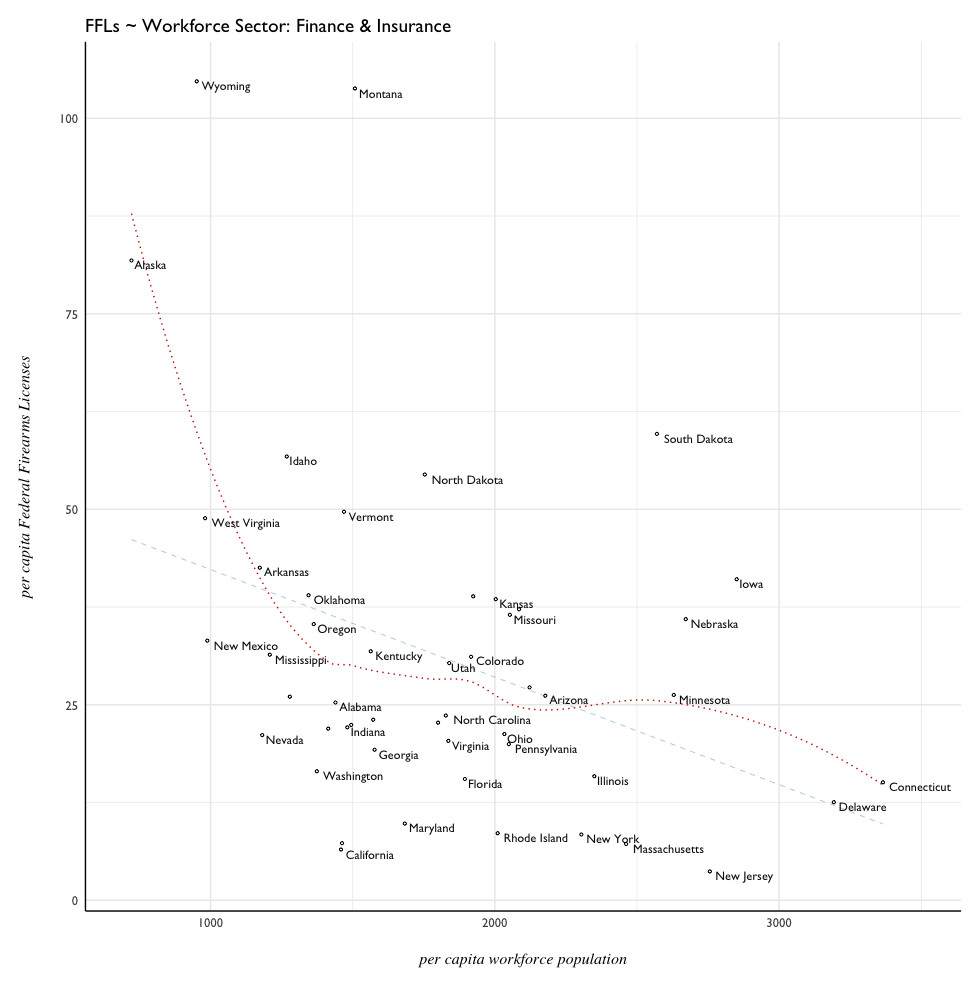 FFLs ~ Workforce Sector: Finance & Insurance
Wyoming
Montana
100
Alaska
75
per capita Federal Firearms Licenses
South Dakota
Idaho
North Dakota
50
Vermont
West Virginia
Arkansas
Iowa
Oklahoma
Kansas
Missouri
Nebraska
Oregon
New Mexico
Kentucky
Mississippi
Colorado
Utah
Arizona
Minnesota
25
Alabama
North Carolina
Indiana
Nevada
Ohio
Virginia
Pennsylvania
Georgia
Washington
Illinois
Florida
Connecticut
Delaware
Maryland
Rhode Island
New York
Massachusetts
California
New Jersey
0
1000
2000
3000
per capita workforce population